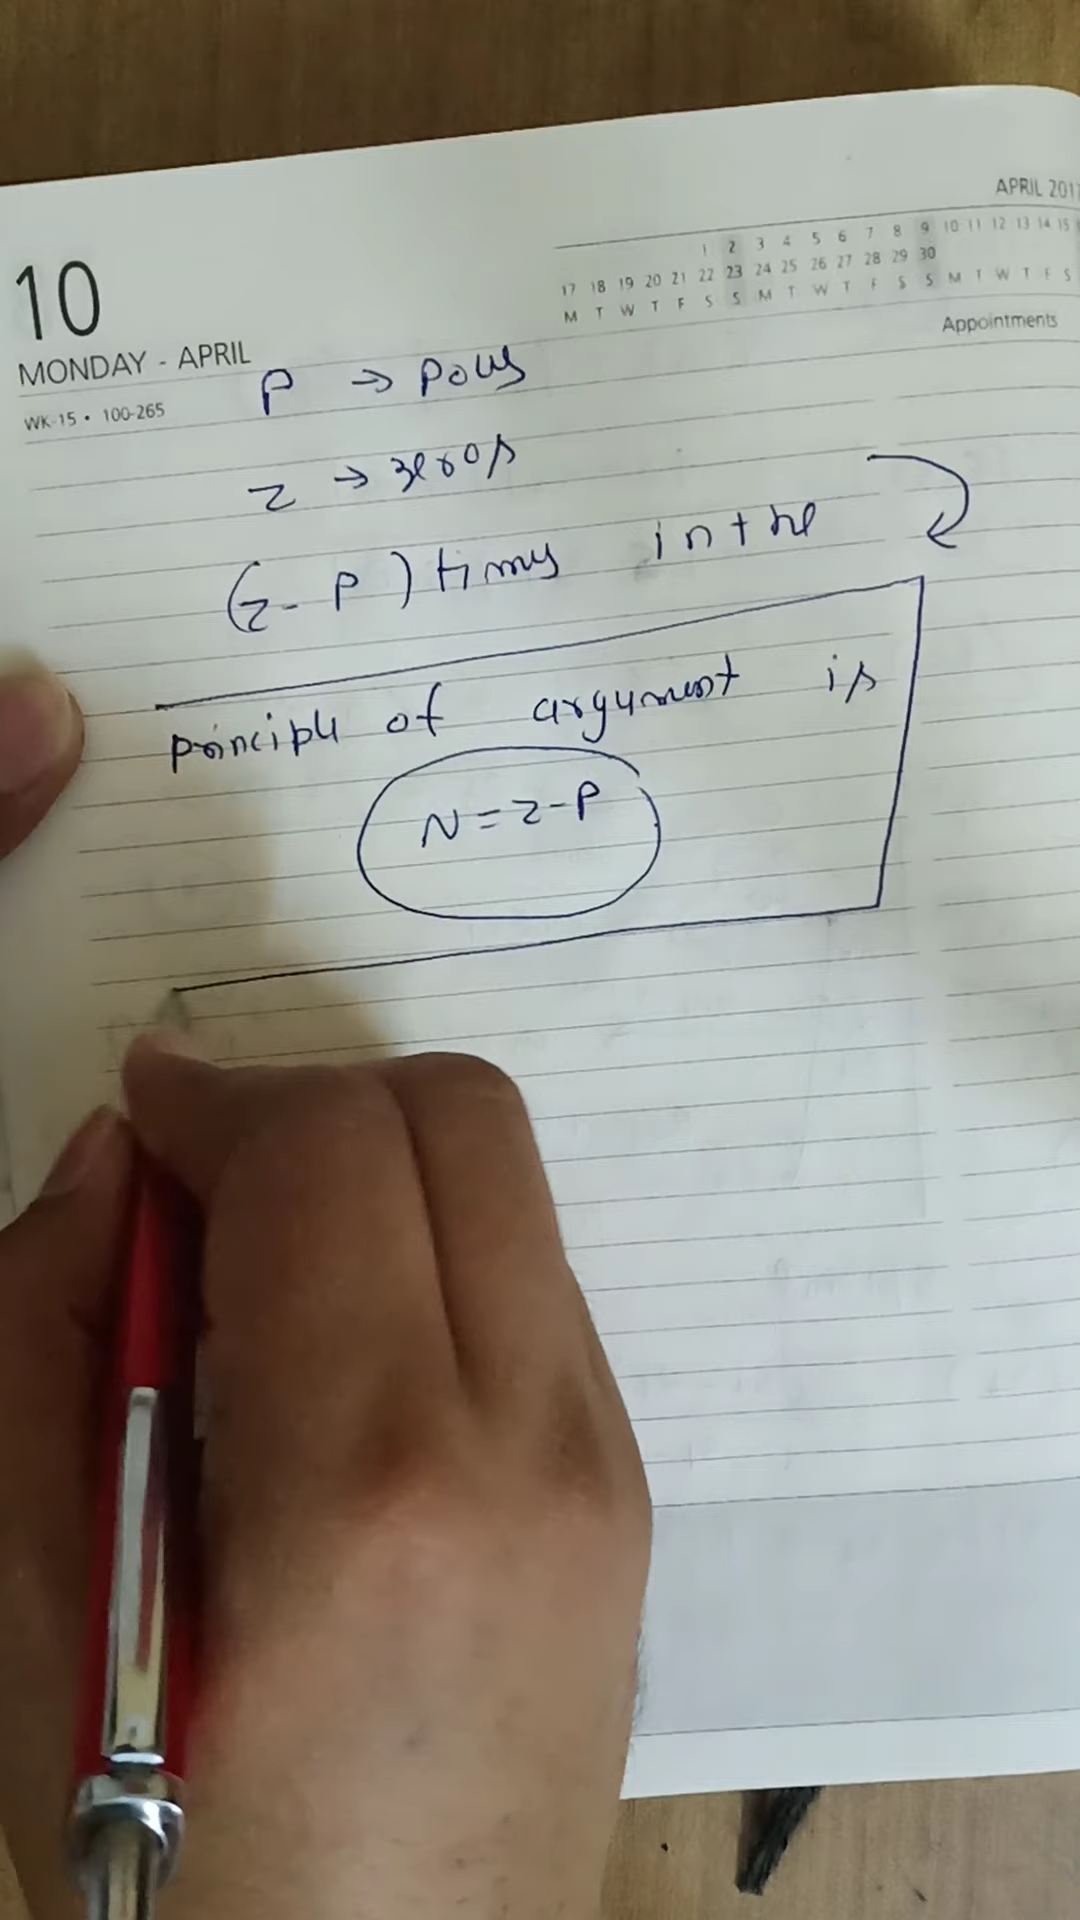 APRIL 201
1 2 3 4 5 6 7 8 9 10 11 12 13 14 15
17 18 19 20 21 22 23 24 25 26 27 28 29 30
M T W T F S S M T W T F S S M T W T F S
10
MONDAY - APRIL
Appointments
WK-15 • 100-265
P → Poles
Z → zeros
(Z - P) times in the
principle of argument is
N = Z - P